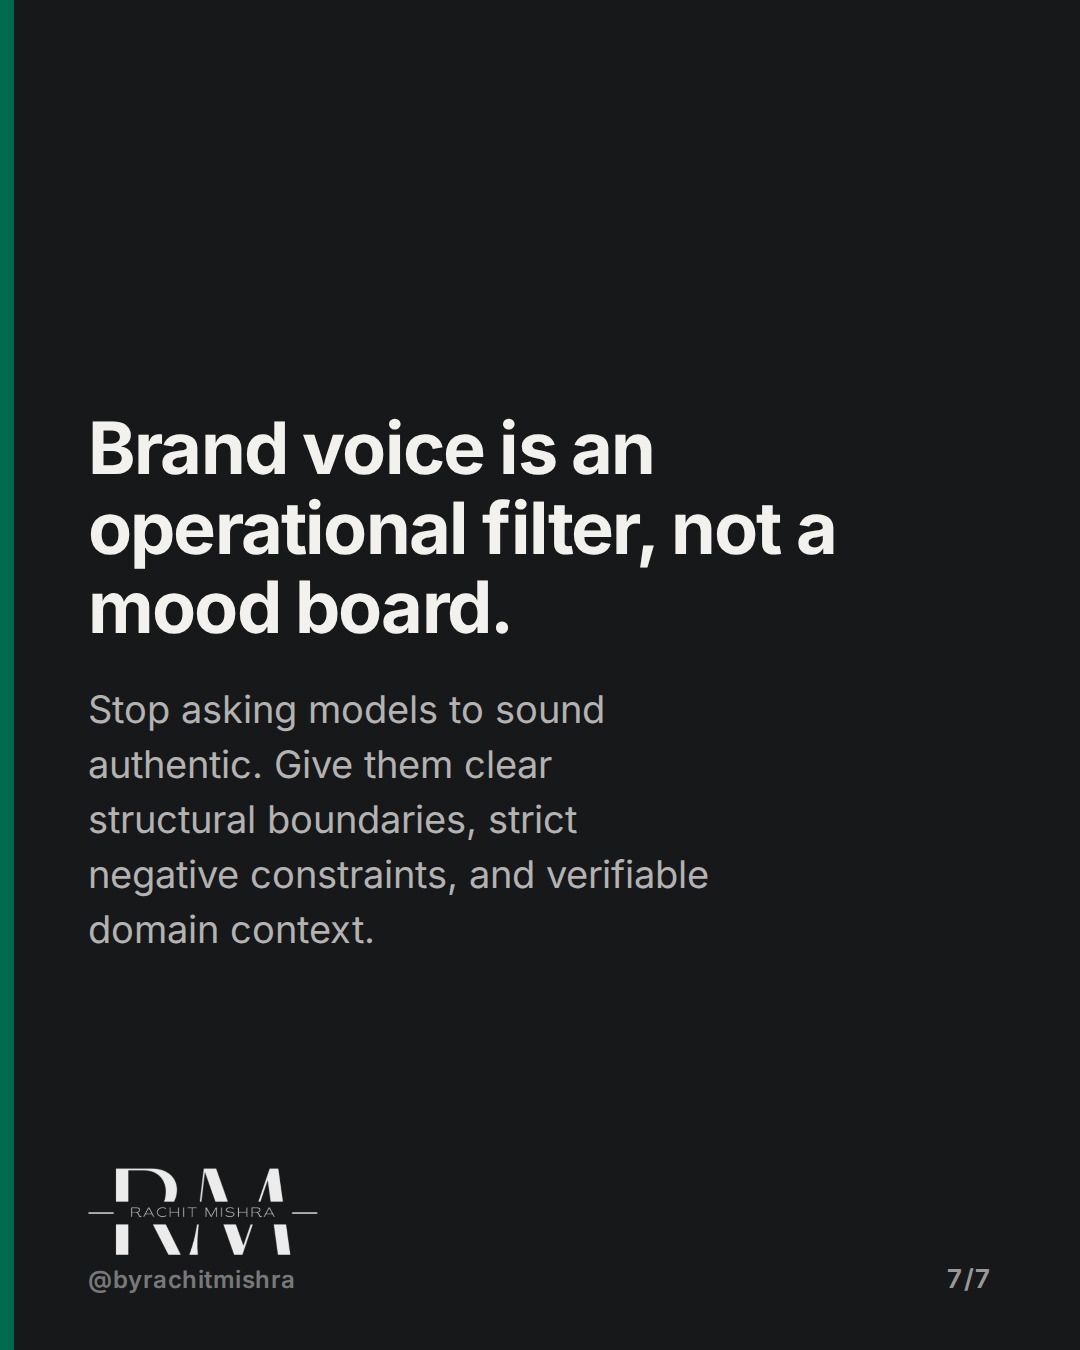 Brand voice is an
operational filter, not a
mood board.
Stop asking models to sound
authentic. Give them clear
structural boundaries, strict
negative constraints, and verifiable
domain context.
RM
RACHIT MISHRA
@byrachitmishra
7/7